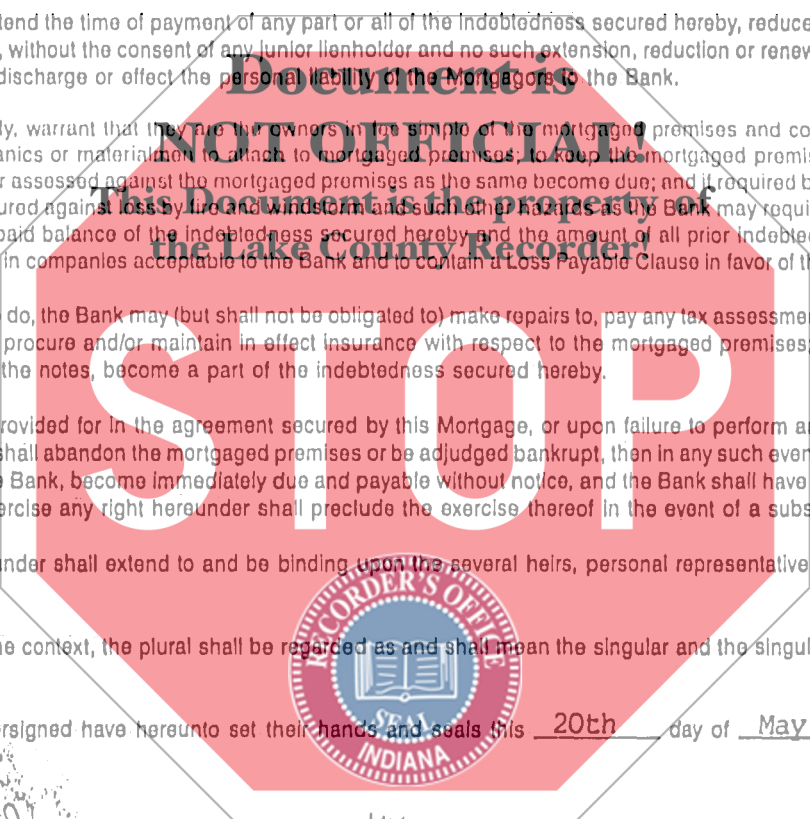 tend the time of payment of any part or all of the indebtedness secured hereby, reduce
, without the consent of any junior lienholder and no such extension, reduction or renew
discharge or effect the personal liability of the Mortgagors to the Bank.
Document is
NOT OFFICIAL!
This Document is the property of
the Lake County Recorder!
ly, warrant that they are the owners in fee simple of the mortgaged premises and co
anics or materialmen to attach to mortgaged premises; to keep the mortgaged premi
r assessed against the mortgaged premises as the same become due; and if required b
ured against loss by fire and windstorm and such other hazards as the Bank may requi
paid balance of the indebtedness secured hereby and the amount of all prior indebte
in companies acceptable to the Bank and to contain a Loss Payable Clause in favor of th
do, the Bank may (but shall not be obligated to) make repairs to, pay any tax assessme
procure and/or maintain in effect insurance with respect to the mortgaged premises;
the notes, become a part of the indebtedness secured hereby.
STOP
rovided for in the agreement secured by this Mortgage, or upon failure to perform a
shall abandon the mortgaged premises or be adjudged bankrupt, then in any such even
e Bank, become immediately due and payable without notice, and the Bank shall have
ercise any right hereunder shall preclude the exercise thereof in the event of a subs
under shall extend to and be binding upon the several heirs, personal representative
RECORDER'S OFFICE
SEAL
INDIANA
he context, the plural shall be regarded as and shall mean the singular and the singul
ersigned have hereunto set their hands and seals this 20th day of May